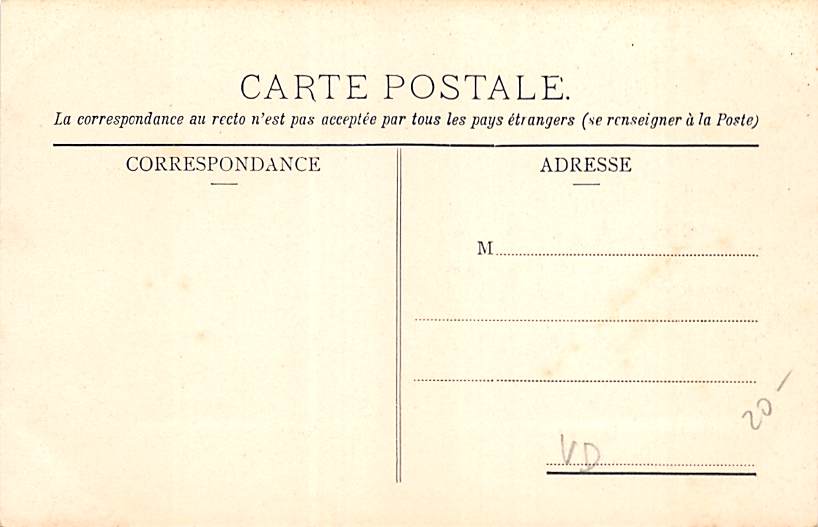 CARTE POSTALE.
La correspondance au recto n'est pas acceptée par tous les pays étrangers (se renseigner à la Poste)
CORRESPONDANCE
ADRESSE
M
20-
VD